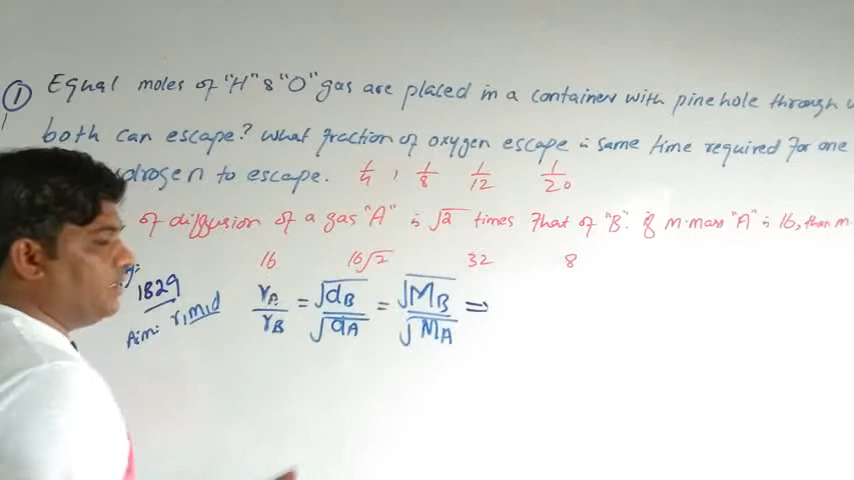 ① Equal moles of "H" & "O" gas are placed in a container with pinehole through
both can escape? What fraction of oxygen escape is same time required for one
drogen to escape. 1/4 , 1/8 1/12 1/20
of diffusion of a gas "A" is √2 times that of "B". if m.mass "A" is 16, then m.
16 16√2 32 8
1829
Aim: r, m, d
rA/rB = √dB/√dA = √MB/√MA ⇒